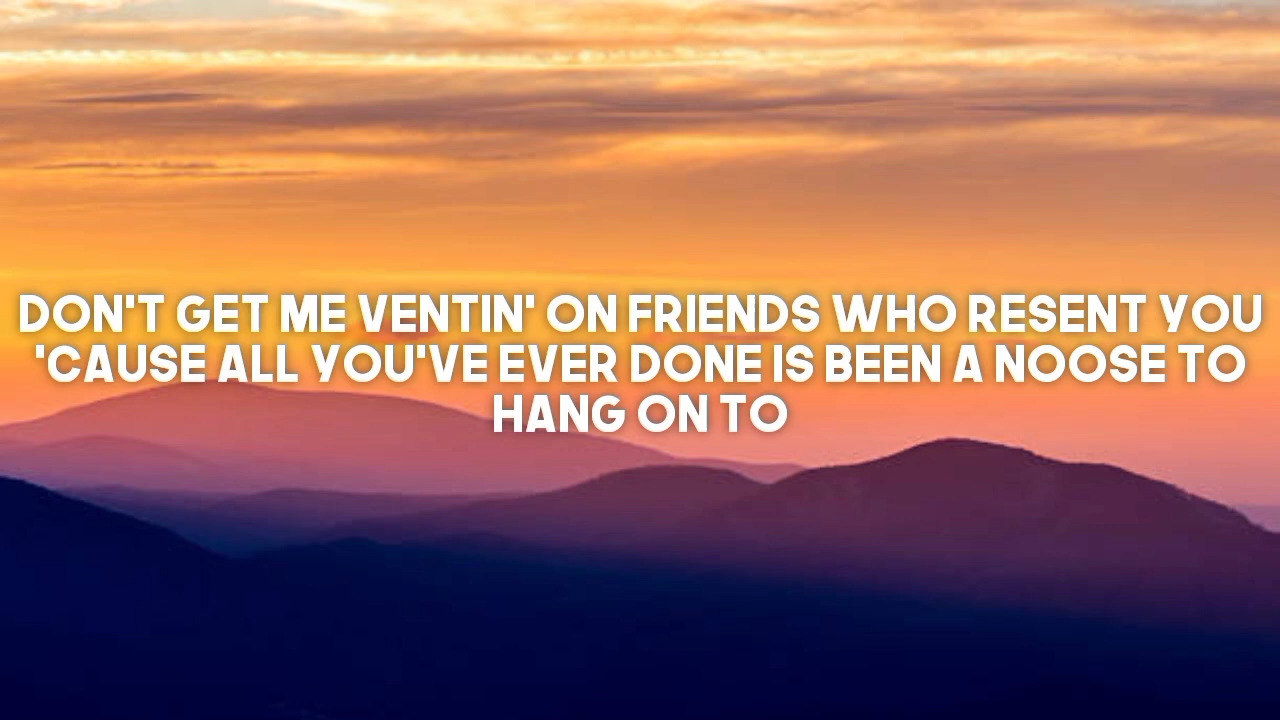 DON'T GET ME VENTIN' ON FRIENDS WHO RESENT YOU
'CAUSE ALL YOU'VE EVER DONE IS BEEN A NOOSE TO
HANG ON TO